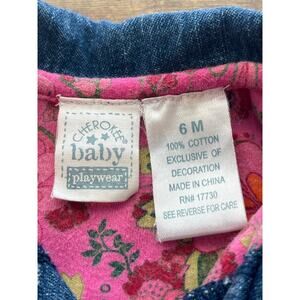 CHEROKEE
baby
playwear
6 M
100% COTTON
EXCLUSIVE OF
DECORATION
MADE IN CHINA
RN# 17730
SEE REVERSE FOR CARE